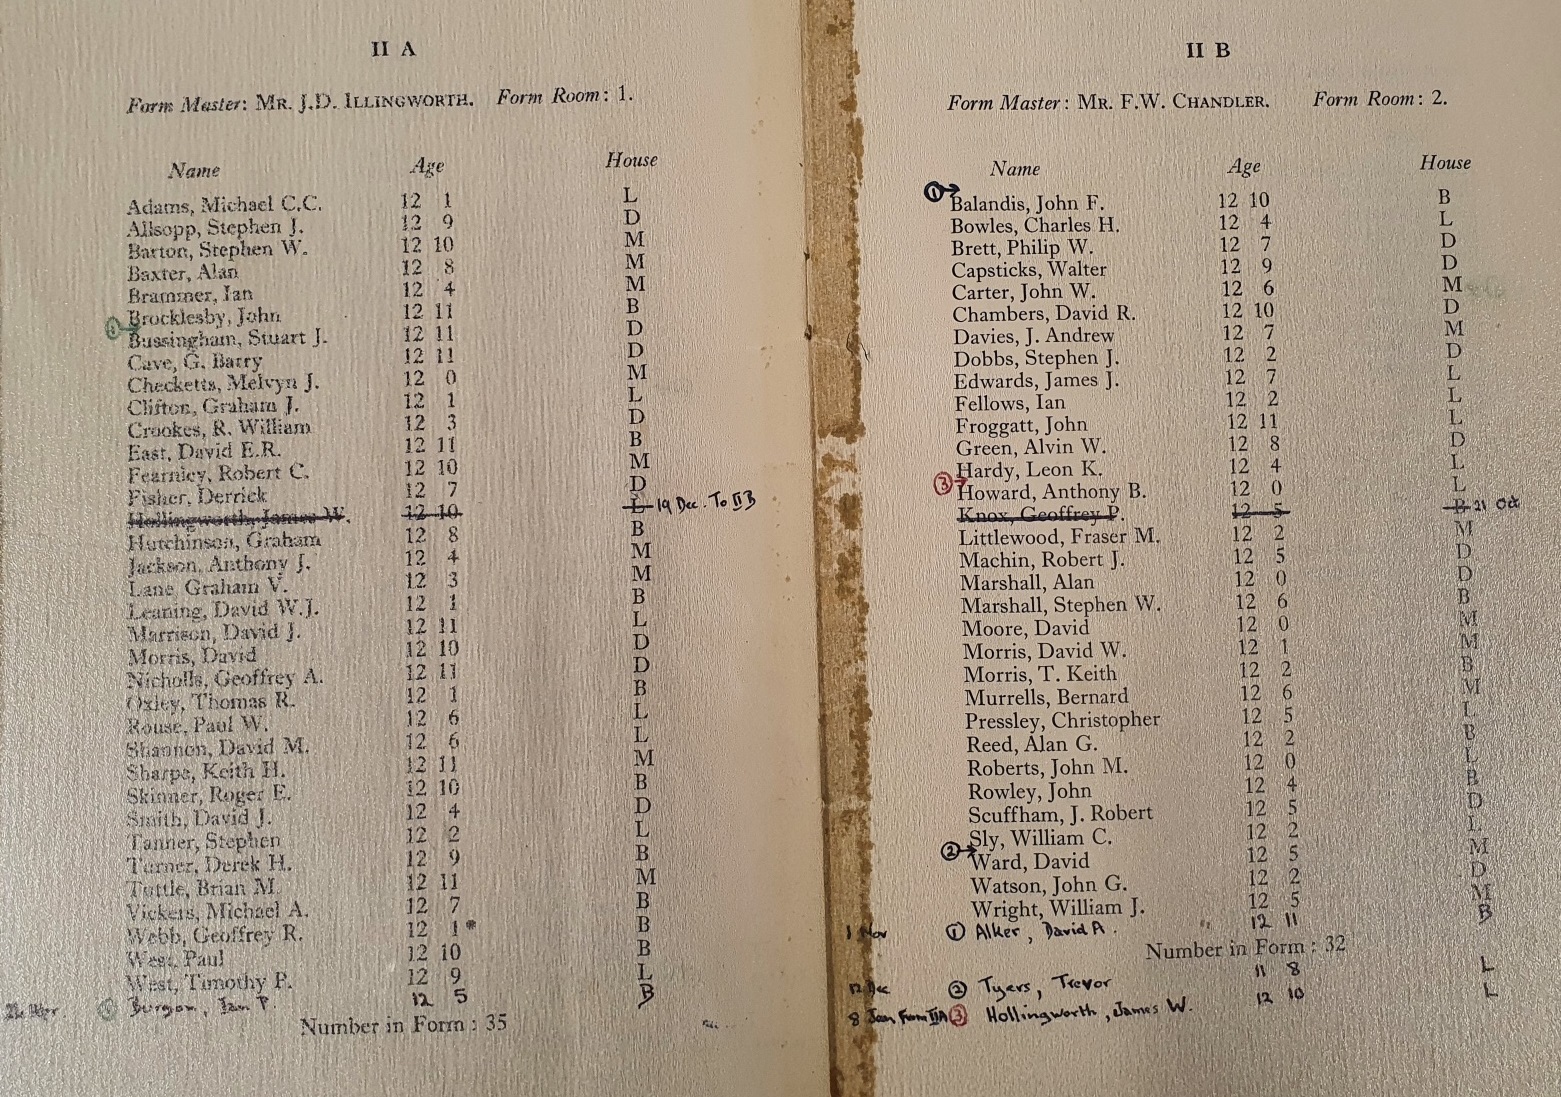 II A
Form Master: MR. J.D. ILLINGWORTH. Form Room: 1.
Name Age House
Adams, Michael C.C. 12 1 L
Allsopp, Stephen J. 12 9 D
Barton, Stephen W. 12 10 M
Baxter, Alan 12 8 M
Brammer, Ian 12 4 M
Brocklesby, John 12 11 B
① Bussingham, Stuart J. 12 11 D
Cave, G. Barry 12 11 D
Checketts, Melvyn J. 12 0 M
Clifton, Graham J. 12 1 L
Crookes, R. William 12 3 D
East, David E.R. 12 11 B
Fearnley, Robert C. 12 10 M
Fisher, Derrick 12 7 D
Hollingworth, James W. 12 10 L 19 Dec. To IIB
Hutchinson, Graham 12 8 B
Jackson, Anthony J. 12 4 M
Lane, Graham V. 12 3 M
Leaning, David W.J. 12 1 B
Marrison, David J. 12 11 L
Morris, David 12 10 D
Nicholls, Geoffrey A. 12 11 D
Oxley, Thomas R. 12 1 B
Rouse, Paul W. 12 6 L
Shannon, David M. 12 6 L
Sharpe, Keith H. 12 11 M
Skinner, Roger E. 12 10 B
Smith, David J. 12 4 D
Tanner, Stephen 12 2 L
Turner, Derek H. 12 9 B
Tuttle, Brian M. 12 11 M
Vickers, Michael A. 12 7 B
Webb, Geoffrey R. 12 1 B
West, Paul 12 10 B
West, Timothy P. 12 9 L
① Burgon, Ian P. 12 5 B
Number in Form : 35
II B
Form Master: MR. F.W. CHANDLER. Form Room: 2.
Name Age House
① Balandis, John F. 12 10 B
Bowles, Charles H. 12 4 L
Brett, Philip W. 12 7 D
Capsticks, Walter 12 9 D
Carter, John W. 12 6 M
Chambers, David R. 12 10 D
Davies, J. Andrew 12 7 M
Dobbs, Stephen J. 12 2 D
Edwards, James J. 12 7 L
Fellows, Ian 12 2 L
Froggatt, John 12 11 L
Green, Alvin W. 12 8 D
Hardy, Leon K. 12 4 L
③ Howard, Anthony B. 12 0 L
Knox, Geoffrey P. 12 5 B 21 Oct
Littlewood, Fraser M. 12 2 M
Machin, Robert J. 12 5 D
Marshall, Alan 12 0 D
Marshall, Stephen W. 12 6 B
Moore, David 12 0 M
Morris, David W. 12 1 M
Morris, T. Keith 12 2 B
Murrells, Bernard 12 6 M
Pressley, Christopher 12 5 L
Reed, Alan G. 12 2 B
Roberts, John M. 12 0 L
Rowley, John 12 4 B
Scuffham, J. Robert 12 5 D
Sly, William C. 12 2 L
② Ward, David 12 5 M
Watson, John G. 12 2 D
Wright, William J. 12 5 M
1 Nov ① Alker, David A. 12 11 B
Number in Form : 32
12 Dec ② Tyers, Trevor 11 8 L
8 Jan From IIA ③ Hollingworth, James W. 12 10 L